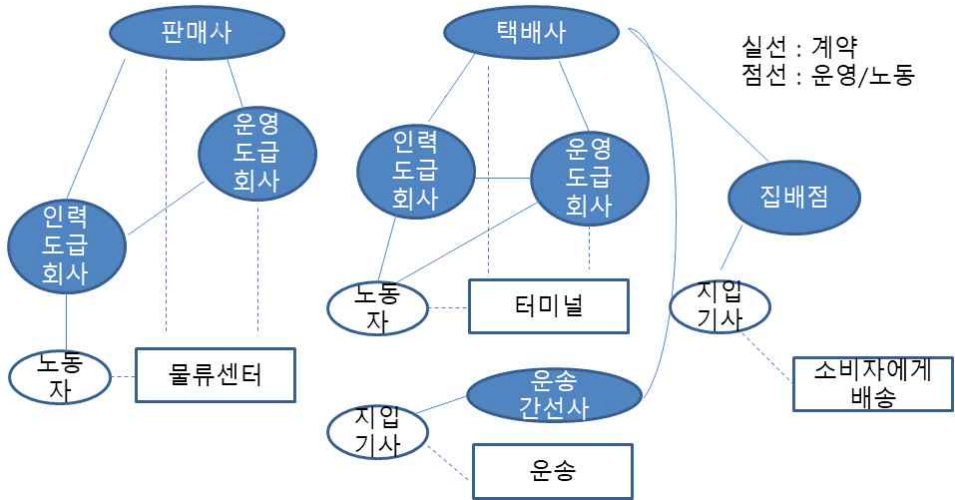 판매사
택배사
실선 : 계약
점선 : 운영/노동
운영
도급
회사
인력
도급
회사
인력
도급
회사
운영
도급
회사
집배점
노동
자
물류센터
노동
자
터미널
지입
기사
운송
간선사
지입
기사
운송
소비자에게
배송